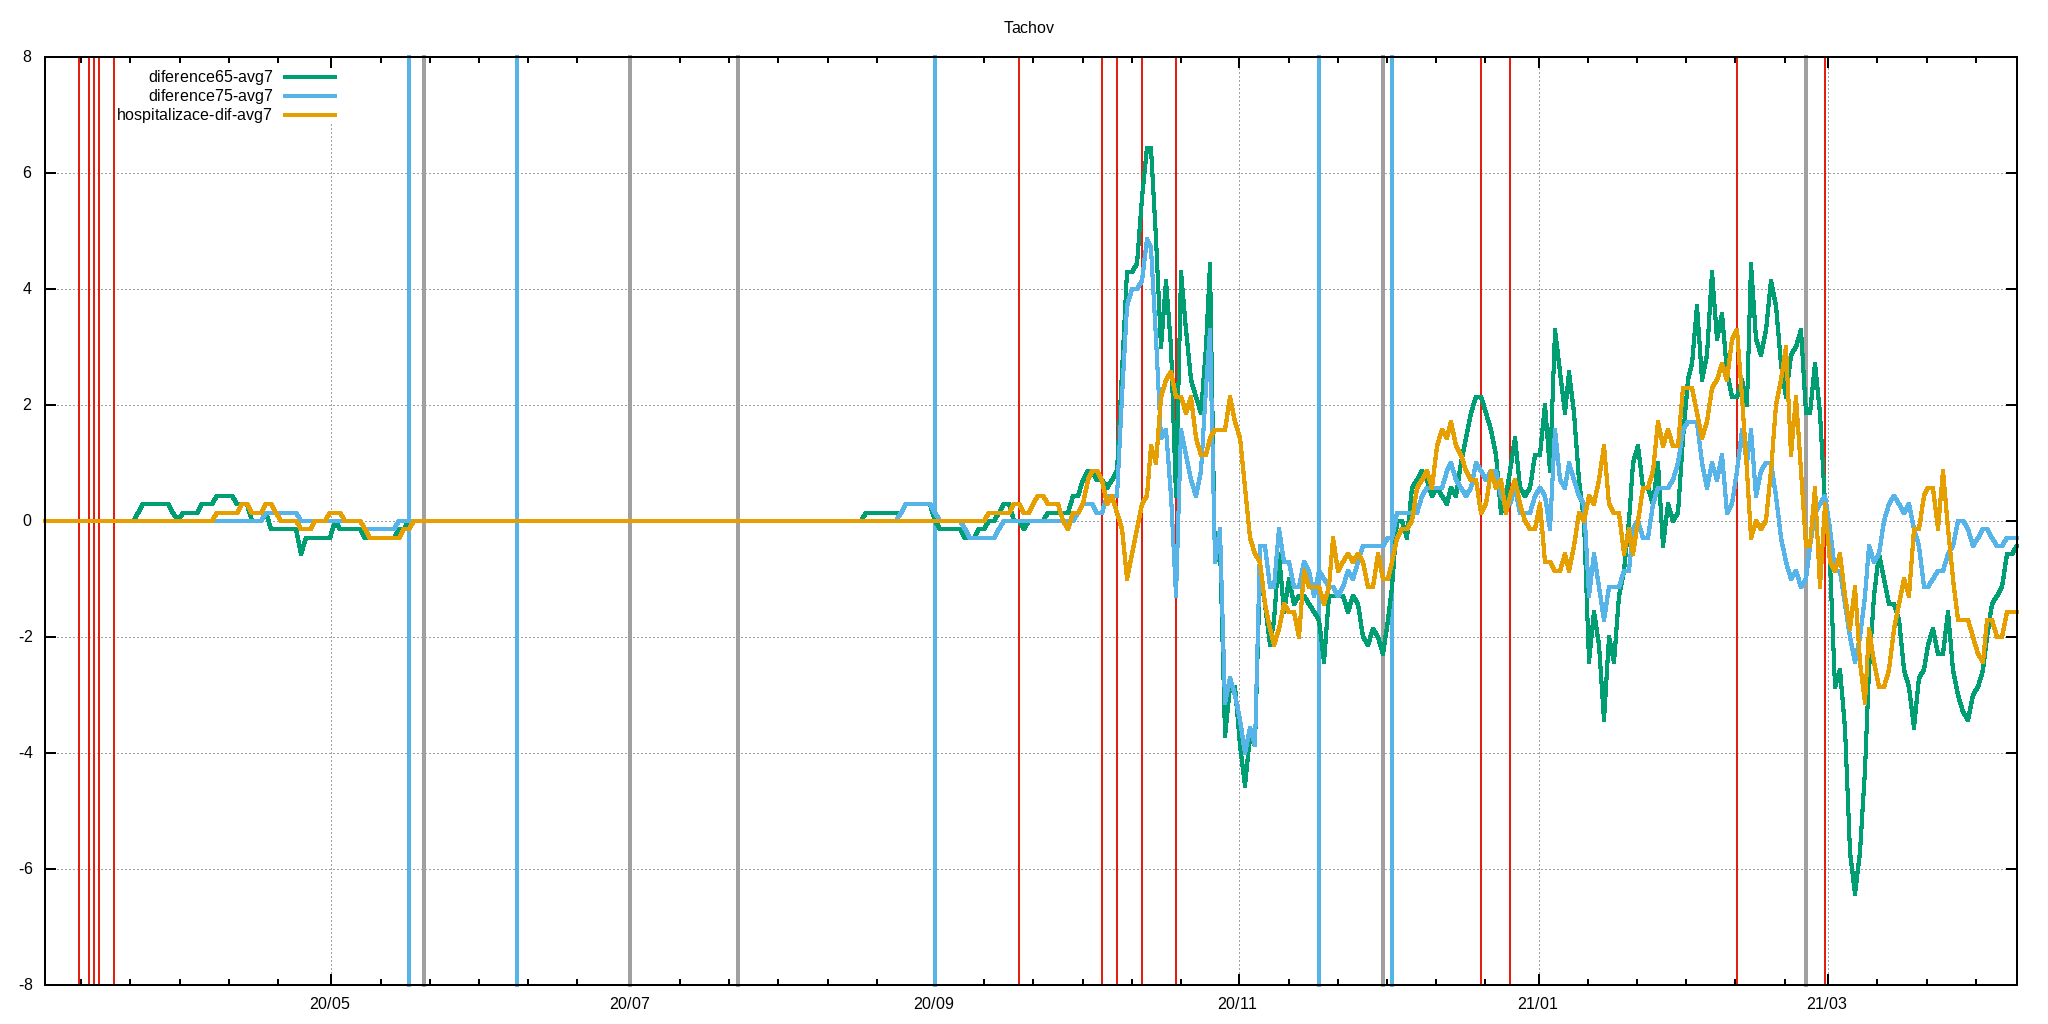 Tachov
8
diference65-avg7
diference75-avg7
hospitalizace-dif-avg7
6
4
2
0
-2
-4
-6
-8
20/05 20/07 20/09 20/11 21/01 21/03